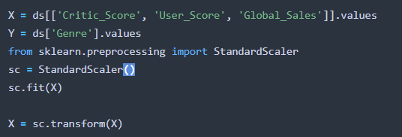 X = ds[['Critic_Score', 'User_Score', 'Global_Sales']].values
Y = ds['Genre'].values
from sklearn.preprocessing import StandardScaler
sc = StandardScaler()
sc.fit(X)
X = sc.transform(X)